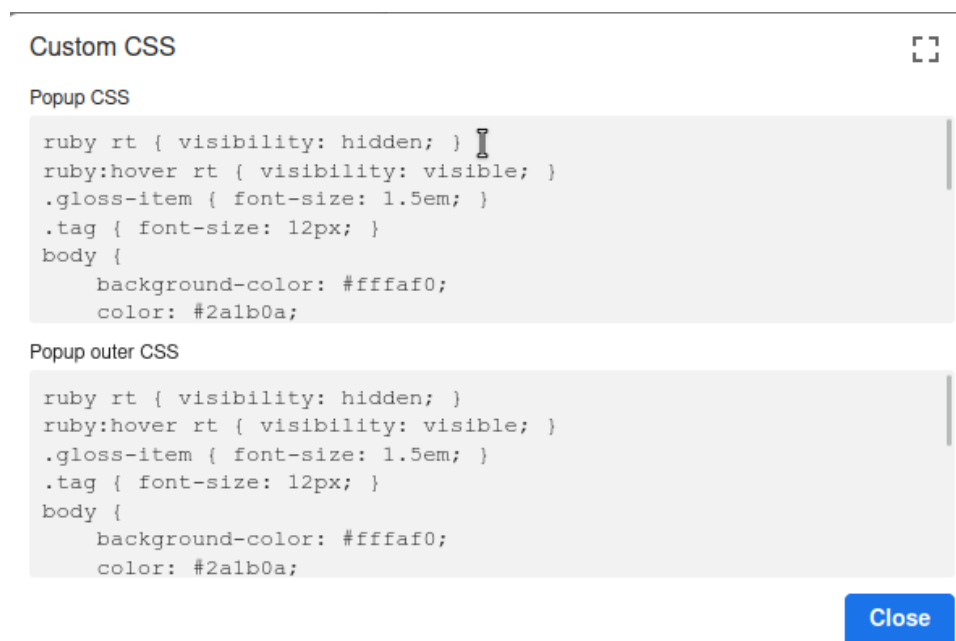 Custom CSS
Popup CSS
ruby rt { visibility: hidden; }
ruby:hover rt { visibility: visible; }
.gloss-item { font-size: 1.5em; }
.tag { font-size: 12px; }
body {
    background-color: #fffaf0;
    color: #2a1b0a;
Popup outer CSS
ruby rt { visibility: hidden; }
ruby:hover rt { visibility: visible; }
.gloss-item { font-size: 1.5em; }
.tag { font-size: 12px; }
body {
    background-color: #fffaf0;
    color: #2a1b0a;
Close